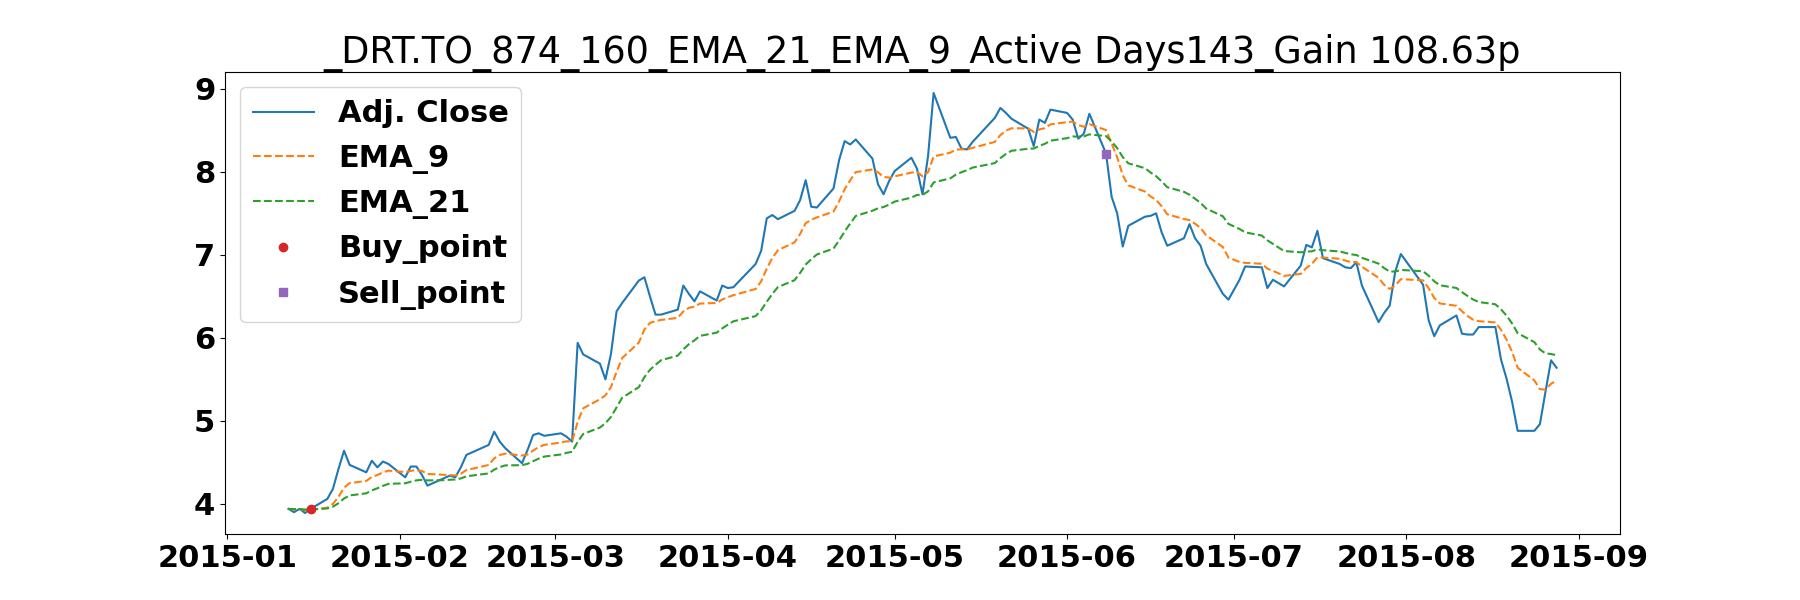 _DRT.TO_874_160_EMA_21_EMA_9_Active Days143_Gain 108.63p
9
8
7
6
5
4
Adj. Close
EMA_9
EMA_21
Buy_point
Sell_point
2015-01 2015-02 2015-03 2015-04 2015-05 2015-06 2015-07 2015-08 2015-09